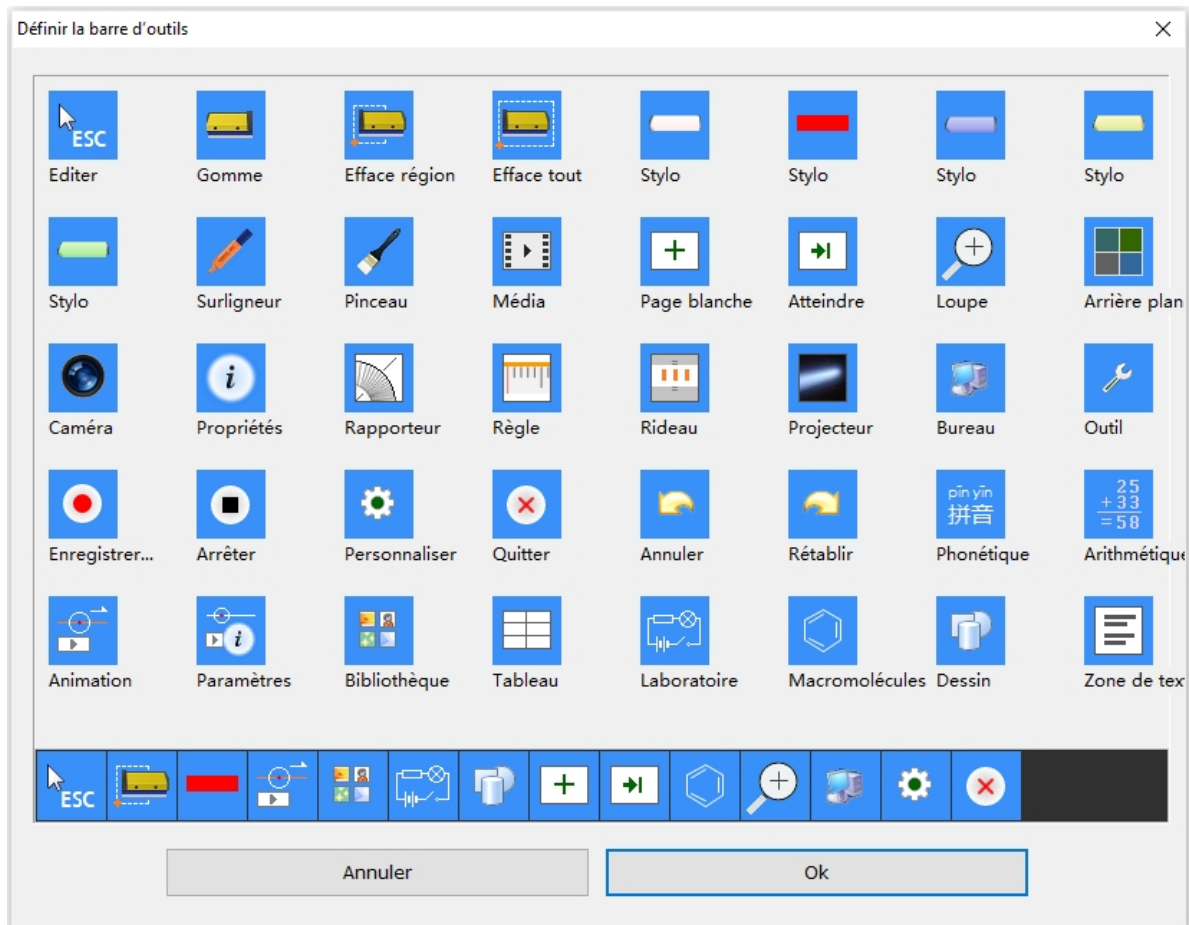 Définir la barre d'outils
ESC
Editer Gomme Efface région Efface tout Stylo Stylo Stylo Stylo
Stylo Surligneur Pinceau Média Page blanche Atteindre Loupe Arrière plan
i
Caméra Propriétés Rapporteur Règle Rideau Projecteur Bureau Outil
pīn yīn
拼音
25
+33
=58
Enregistrer... Arrêter Personnaliser Quitter Annuler Rétablir Phonétique Arithmétique
i
Animation Paramètres Bibliothèque Tableau Laboratoire Macromolécules Dessin Zone de tex
ESC
Annuler Ok